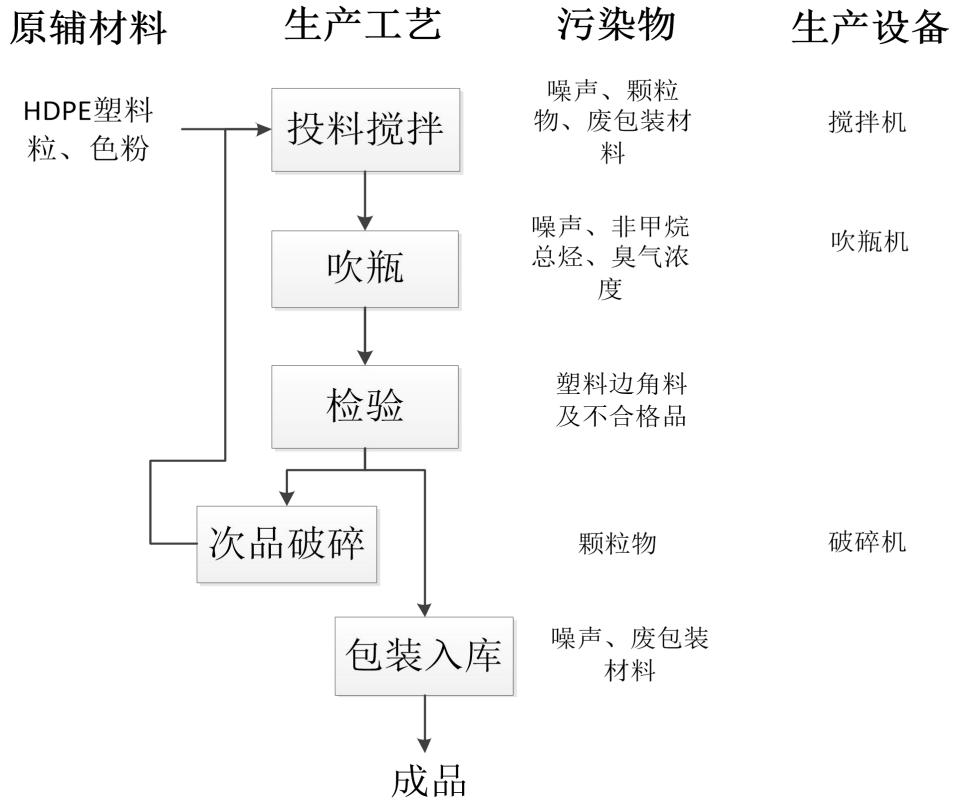 原辅材料 生产工艺 污染物 生产设备
HDPE塑料
粒、色粉
投料搅拌
噪声、颗粒
物、废包装材
料
搅拌机
吹瓶
噪声、非甲烷
总烃、臭气浓
度
吹瓶机
检验
塑料边角料
及不合格品
次品破碎
颗粒物
破碎机
包装入库
噪声、废包装
材料
成品